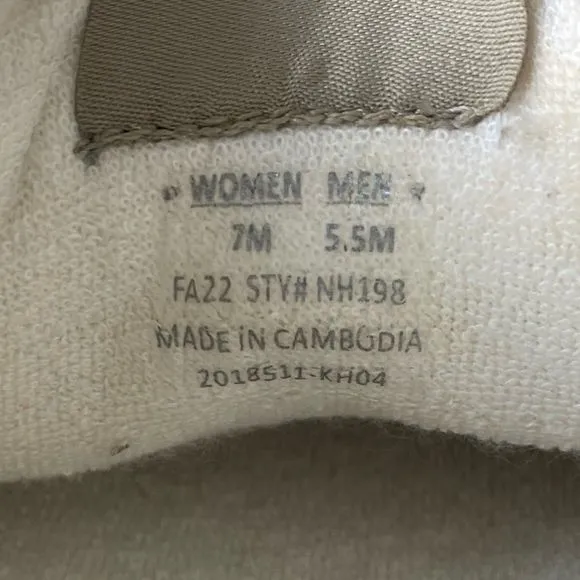 WOMEN MEN
7M 5.5M
FA22 STY# NH198
MADE IN CAMBODIA
2018511-KH04